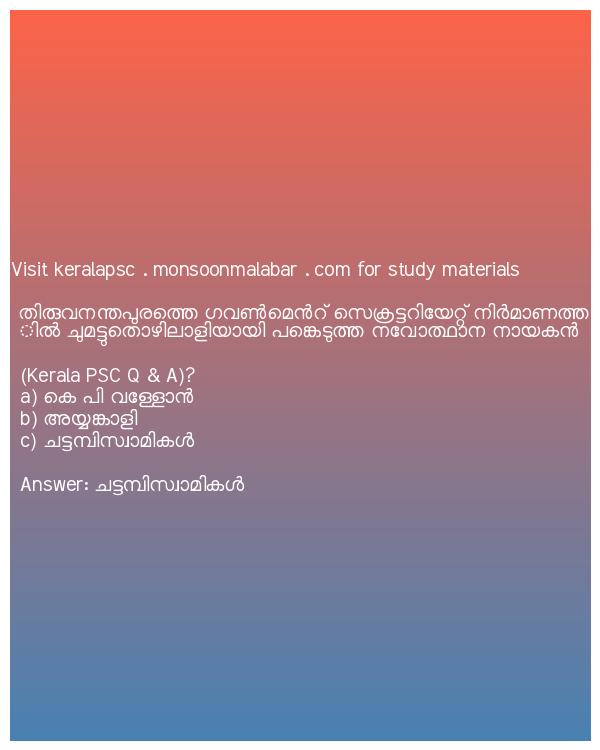 Visit keralapsc . monsoonmalabar . com for study materials
തിരുവനന്തപുരത്തെ ഗവൺമെൻറ് സെക്രട്ടറിയേറ്റ് നിർമാണത്ത
ിൽ ചുമട്ടുതൊഴിലാളിയായി പങ്കെടുത്ത നവോത്ഥാന നായകൻ
(Kerala PSC Q & A)?
a) കെ പി വള്ളോൻ
b) അയ്യങ്കാളി
c) ചട്ടമ്പിസ്വാമികൾ
Answer: ചട്ടമ്പിസ്വാമികൾ